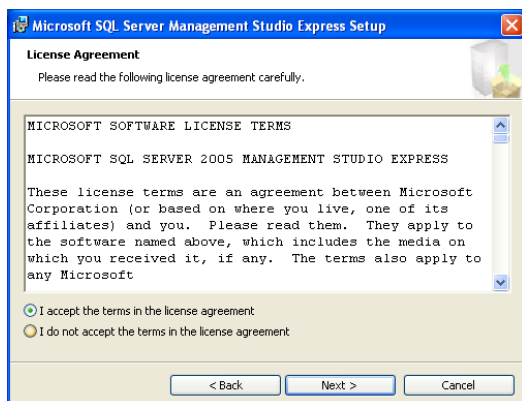 Microsoft SQL Server Management Studio Express Setup
License Agreement
Please read the following license agreement carefully.
MICROSOFT SOFTWARE LICENSE TERMS
MICROSOFT SQL SERVER 2005 MANAGEMENT STUDIO EXPRESS
These license terms are an agreement between Microsoft
Corporation (or based on where you live, one of its
affiliates) and you.  Please read them.  They apply to
the software named above, which includes the media on
which you received it, if any.  The terms also apply to
any Microsoft
I accept the terms in the license agreement
I do not accept the terms in the license agreement
< Back
Next >
Cancel